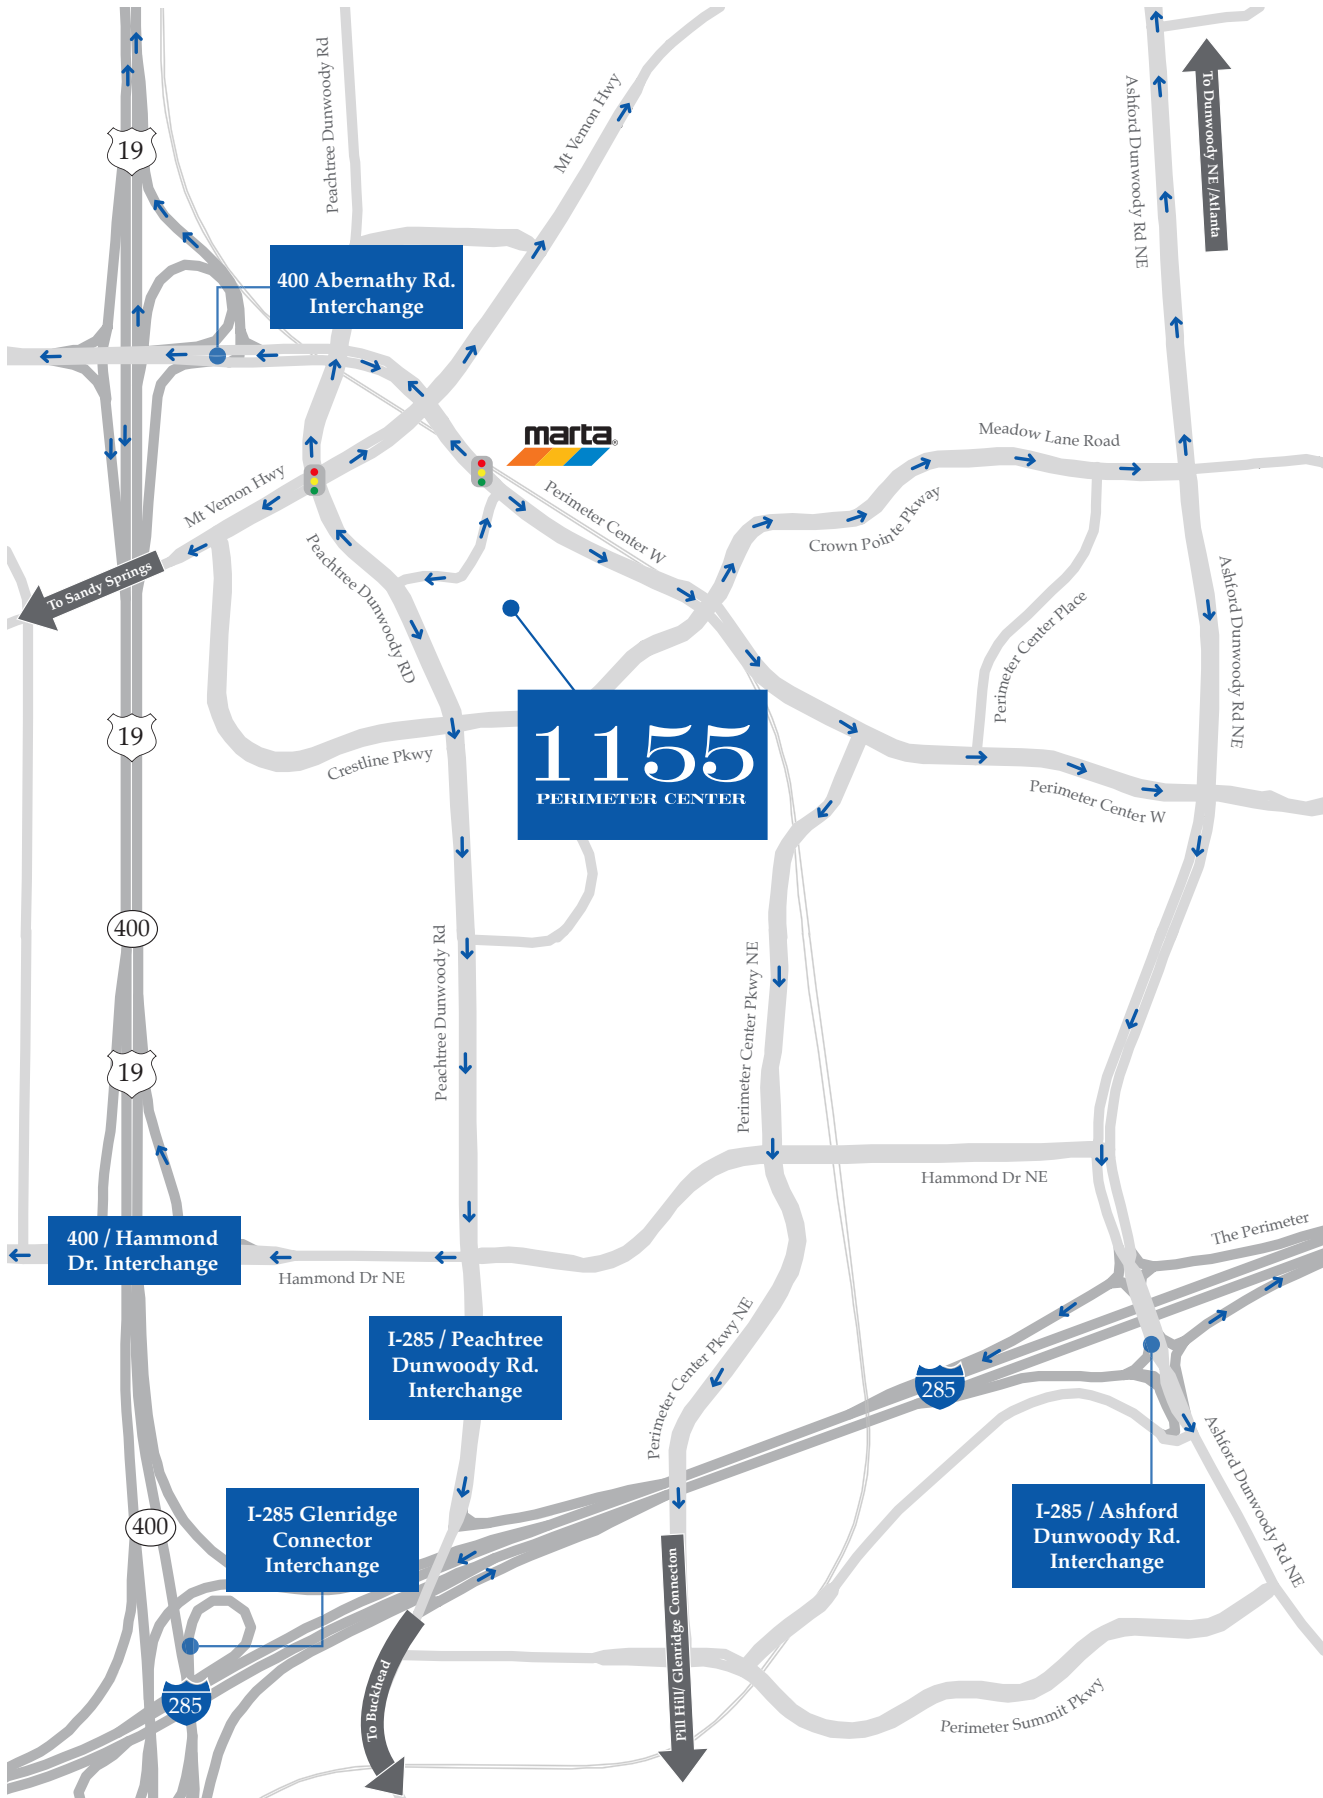 Peachtree Dunwoody Rd
Mt Vemon Hwy
Ashford Dunwoody Rd NE
To Dunwoody NE /Atlanta
19
400 Abernathy Rd.
Interchange
marta®
Meadow Lane Road
Mt Vemon Hwy
Perimeter Center W
Crown Pointe Pkway
To Sandy Springs
Peachtree Dunwoody RD
Perimeter Center Place
Ashford Dunwoody Rd NE
19
Crestline Pkwy
1155
PERIMETER CENTER
Perimeter Center W
400
Peachtree Dunwoody Rd
Perimeter Center Pkwy NE
19
Hammond Dr NE
400 / Hammond
Dr. Interchange
Hammond Dr NE
The Perimeter
I-285 / Peachtree
Dunwoody Rd.
Interchange
Perimeter Center Pkwy NE
285
Ashford Dunwoody Rd NE
400
I-285 Glenridge
Connector
Interchange
I-285 / Ashford
Dunwoody Rd.
Interchange
Pill Hill/ Glenridge Connecton
To Buckhead
285
Perimeter Summit Pkwy